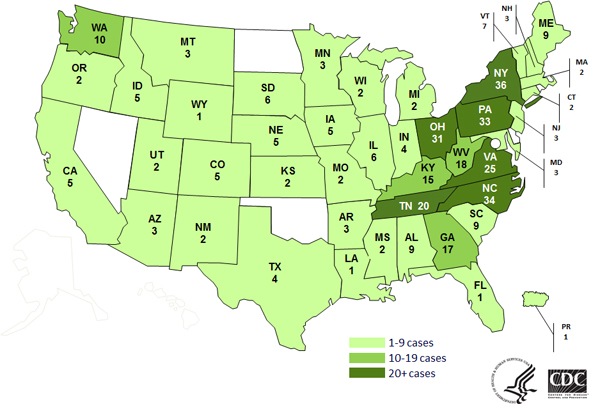 NH
3
VT
7
ME
9
WA
10
MT
3
MN
3
OR
2
ID
5
SD
6
WI
2
MI
2
NY
36
MA
2
CT
2
WY
1
IA
5
PA
33
NJ
3
NE
5
IL
6
IN
4
OH
31
MD
3
UT
2
CO
5
KS
2
MO
2
KY
15
WV
18
VA
25
CA
5
AZ
3
NM
2
AR
3
TN 20
NC
34
SC
9
MS
2
AL
9
GA
17
TX
4
LA
1
FL
1
PR
1
1-9 cases
10-19 cases
20+ cases
CDC